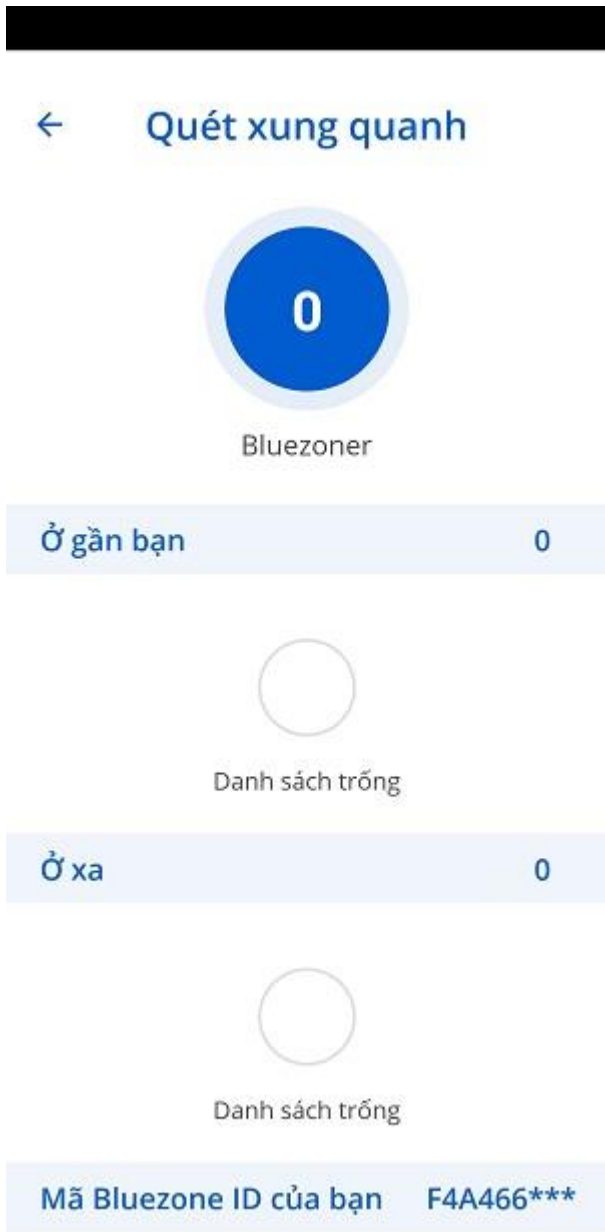 Quét xung quanh
0
Bluezoner
Ở gần bạn 0
Danh sách trống
Ở xa 0
Danh sách trống
Mã Bluezone ID của bạn F4A466***